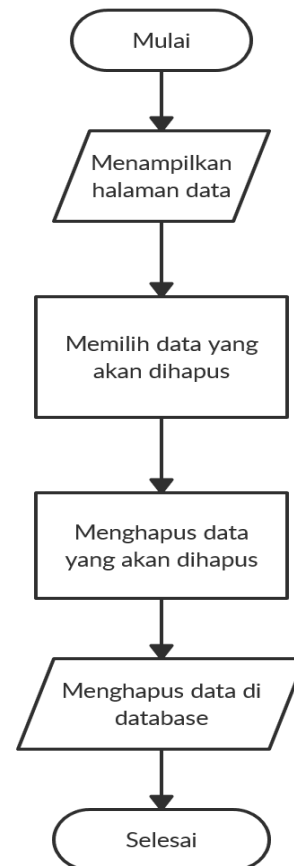 Mulai
Menampilkan
halaman data
Memilih data yang
akan dihapus
Menghapus data
yang akan dihapus
Menghapus data di
database
Selesai